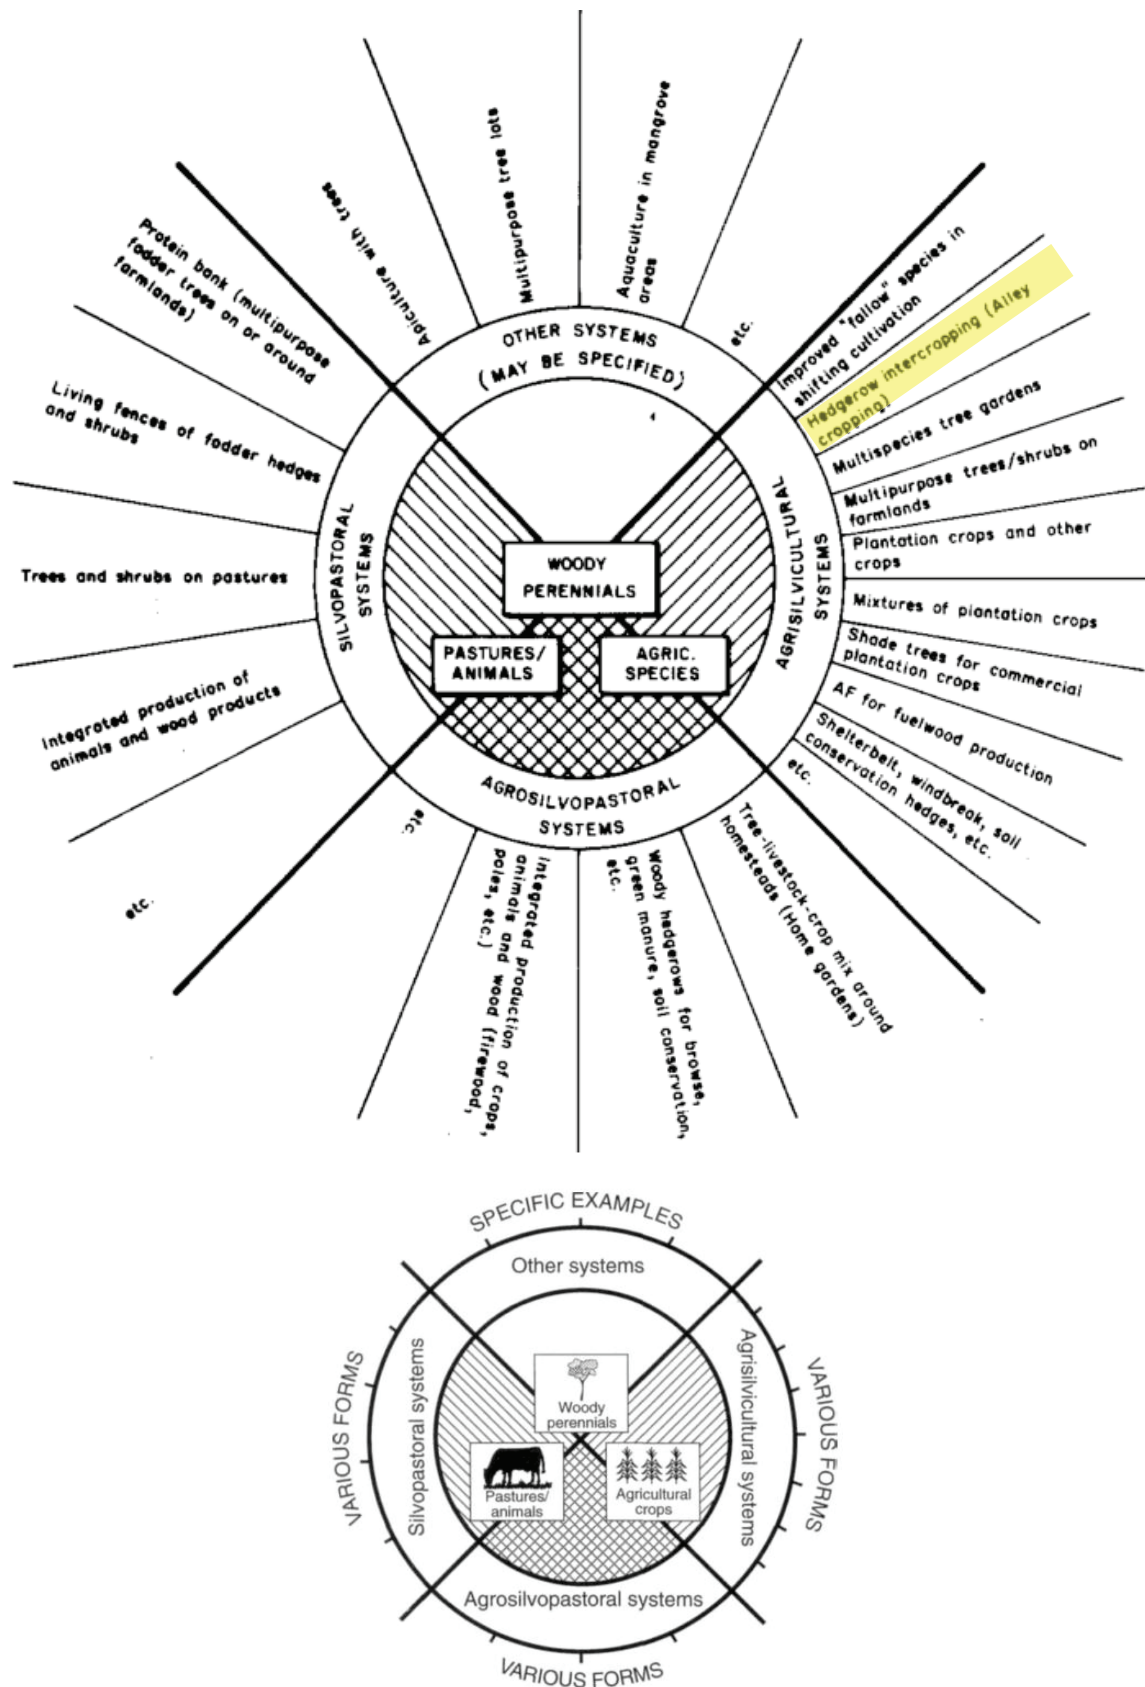 Apiculture with trees
Multipurpose tree lots
Aquaculture in mangrove
areas
etc.
OTHER SYSTEMS
(MAY BE SPECIFIED)
Improved "fallow" species in
shifting cultivation
Hedgerow intercropping (Alley
cropping)
Multispecies tree gardens
Multipurpose trees/shrubs on
farmlands
Plantation crops and other
crops
Mixtures of plantation crops
Shade trees for commercial
plantation crops
AF for fuelwood production
Shelterbelt, windbreak, soil
conservation hedges, etc.
etc.
AGRISILVICULTURAL
SYSTEMS
Protein bank (multipurpose
fodder trees on or around
farmlands)
Living fences of fodder hedges
and shrubs
Trees and shrubs on pastures
Integrated production of
animals and wood products
etc.
SILVOPASTORAL
SYSTEMS
WOODY
PERENNIALS
PASTURES/
ANIMALS
AGRIC.
SPECIES
AGROSILVOPASTORAL
SYSTEMS
etc.
Integrated production of crops,
animals and wood (firewood,
poles, etc.)
Woody hedgerows for browse,
green manure, soil conservation,
etc.
Tree-livestock-crop mix around
homesteads (Home gardens)
SPECIFIC EXAMPLES
Other systems
VARIOUS FORMS
Silvopastoral systems
Woody
perennials
Pastures/
animals
Agricultural
crops
Agrisilvicultural systems
VARIOUS FORMS
Agrosilvopastoral systems
VARIOUS FORMS